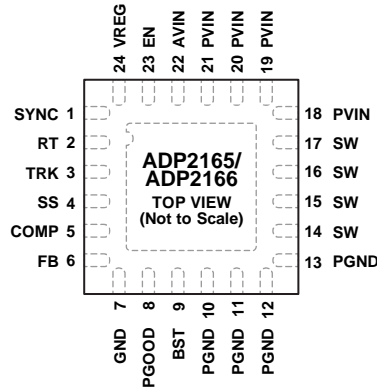 24 VREG
23 EN
22 AVIN
21 PVIN
20 PVIN
19 PVIN
SYNC 1
RT 2
TRK 3
SS 4
COMP 5
FB 6
ADP2165/
ADP2166
TOP VIEW
(Not to Scale)
18 PVIN
17 SW
16 SW
15 SW
14 SW
13 PGND
GND 7
PGOOD 8
BST 9
PGND 10
PGND 11
PGND 12